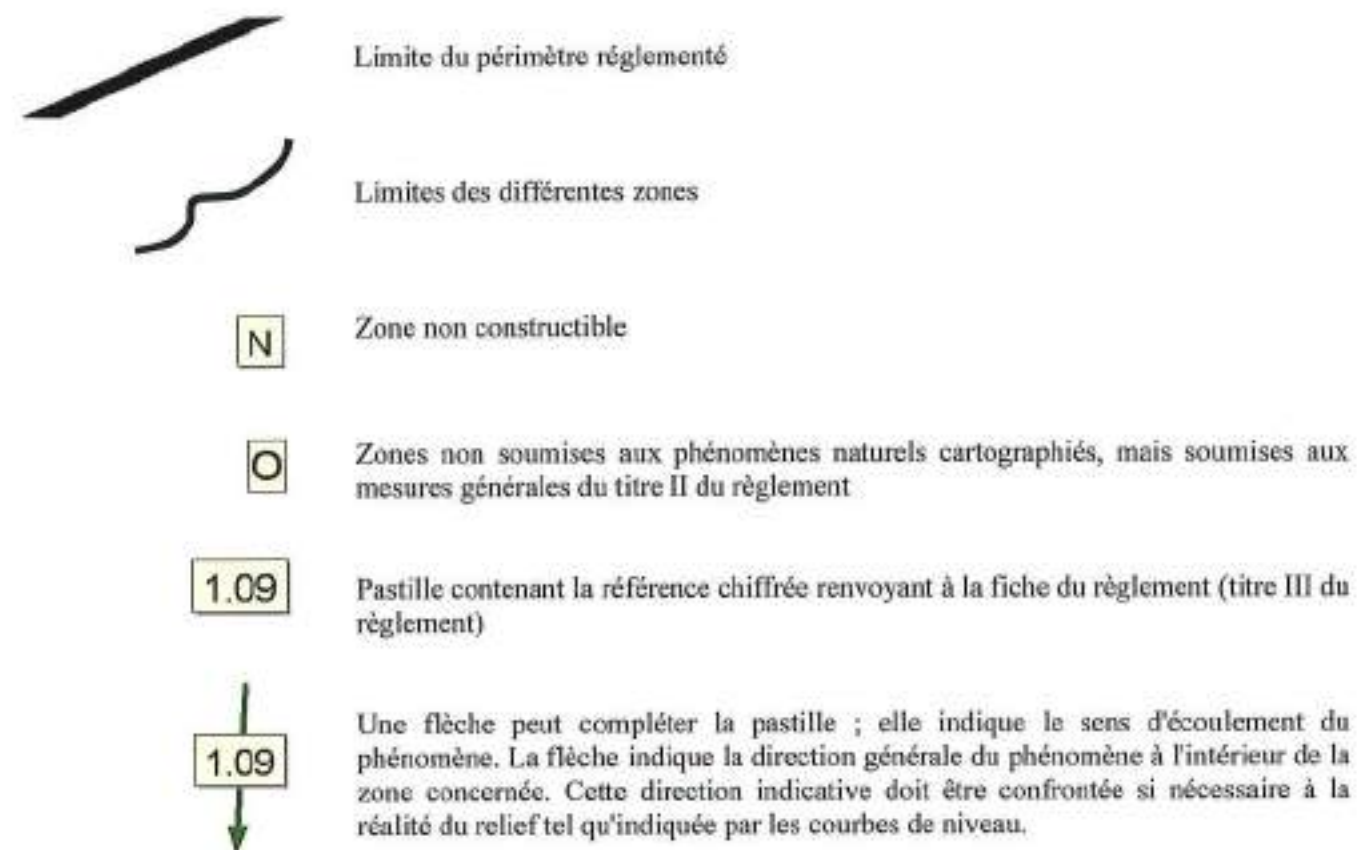 Limite du périmètre réglementé
Limites des différentes zones
N
Zone non constructible
O
Zones non soumises aux phénomènes naturels cartographiés, mais soumises aux
mesures générales du titre II du règlement
1.09
Pastille contenant la référence chiffrée renvoyant à la fiche du règlement (titre III du
règlement)
1.09
Une flèche peut compléter la pastille ; elle indique le sens d'écoulement du
phénomène. La flèche indique la direction générale du phénomène à l'intérieur de la
zone concernée. Cette direction indicative doit être confrontée si nécessaire à la
réalité du relief tel qu'indiquée par les courbes de niveau.